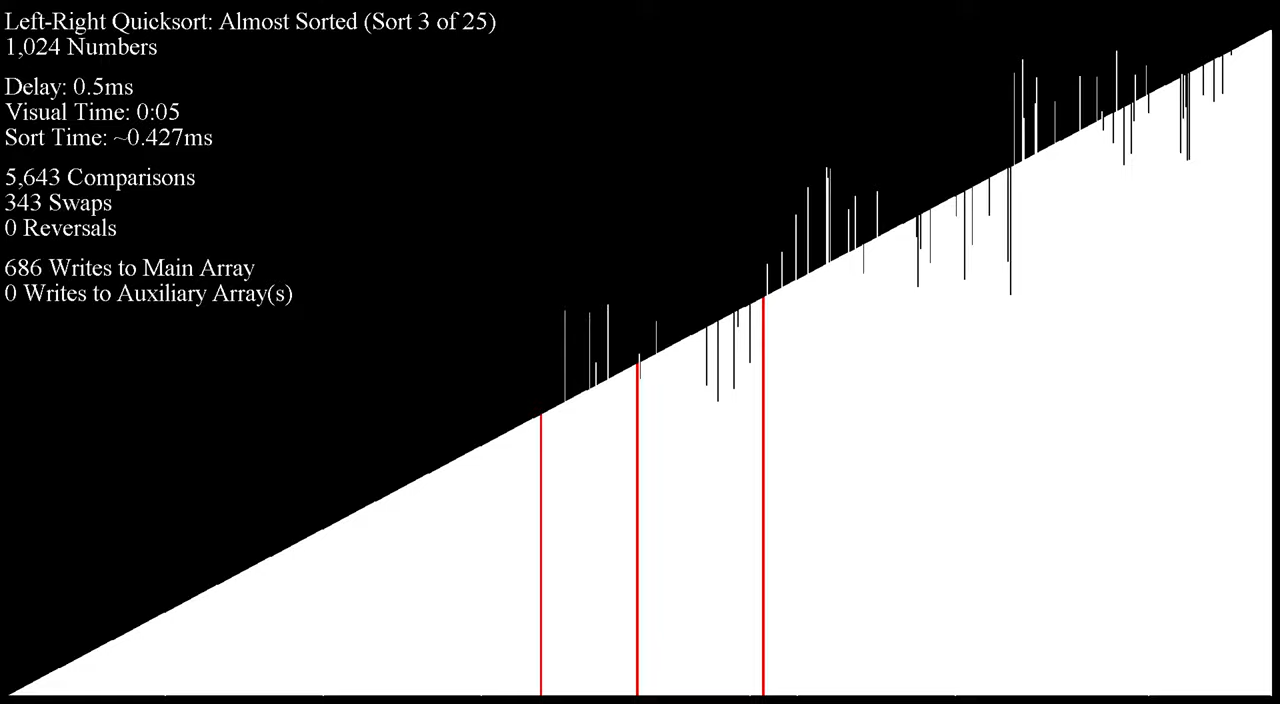 Left-Right Quicksort: Almost Sorted (Sort 3 of 25)
1,024 Numbers
Delay: 0.5ms
Visual Time: 0:05
Sort Time: ~0.427ms
5,643 Comparisons
343 Swaps
0 Reversals
686 Writes to Main Array
0 Writes to Auxiliary Array(s)